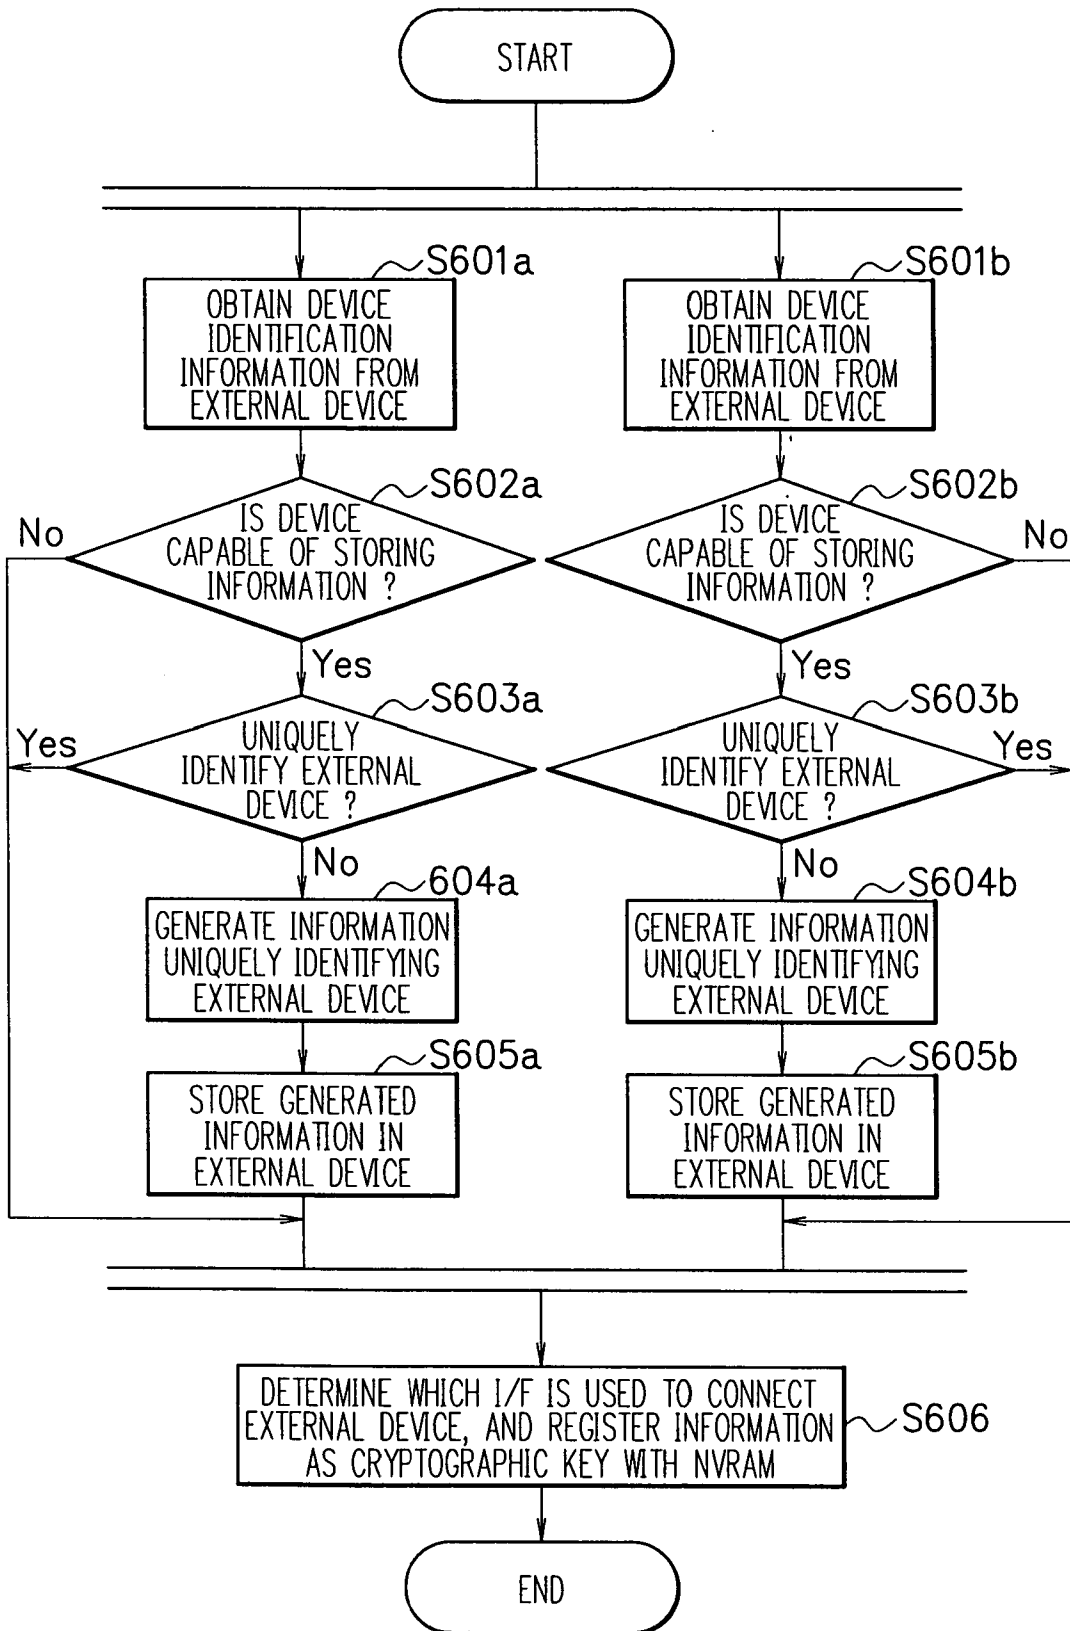 START
S601a
OBTAIN DEVICE
IDENTIFICATION
INFORMATION FROM
EXTERNAL DEVICE
S601b
OBTAIN DEVICE
IDENTIFICATION
INFORMATION FROM
EXTERNAL DEVICE
S602a
No
IS DEVICE
CAPABLE OF STORING
INFORMATION ?
Yes
S602b
IS DEVICE
CAPABLE OF STORING
INFORMATION ?
No
Yes
S603a
Yes
UNIQUELY
IDENTIFY EXTERNAL
DEVICE ?
No
S603b
UNIQUELY
IDENTIFY EXTERNAL
DEVICE ?
Yes
No
604a
GENERATE INFORMATION
UNIQUELY IDENTIFYING
EXTERNAL DEVICE
S604b
GENERATE INFORMATION
UNIQUELY IDENTIFYING
EXTERNAL DEVICE
S605a
STORE GENERATED
INFORMATION IN
EXTERNAL DEVICE
S605b
STORE GENERATED
INFORMATION IN
EXTERNAL DEVICE
DETERMINE WHICH I/F IS USED TO CONNECT
EXTERNAL DEVICE, AND REGISTER INFORMATION
AS CRYPTOGRAPHIC KEY WITH NVRAM
S606
END